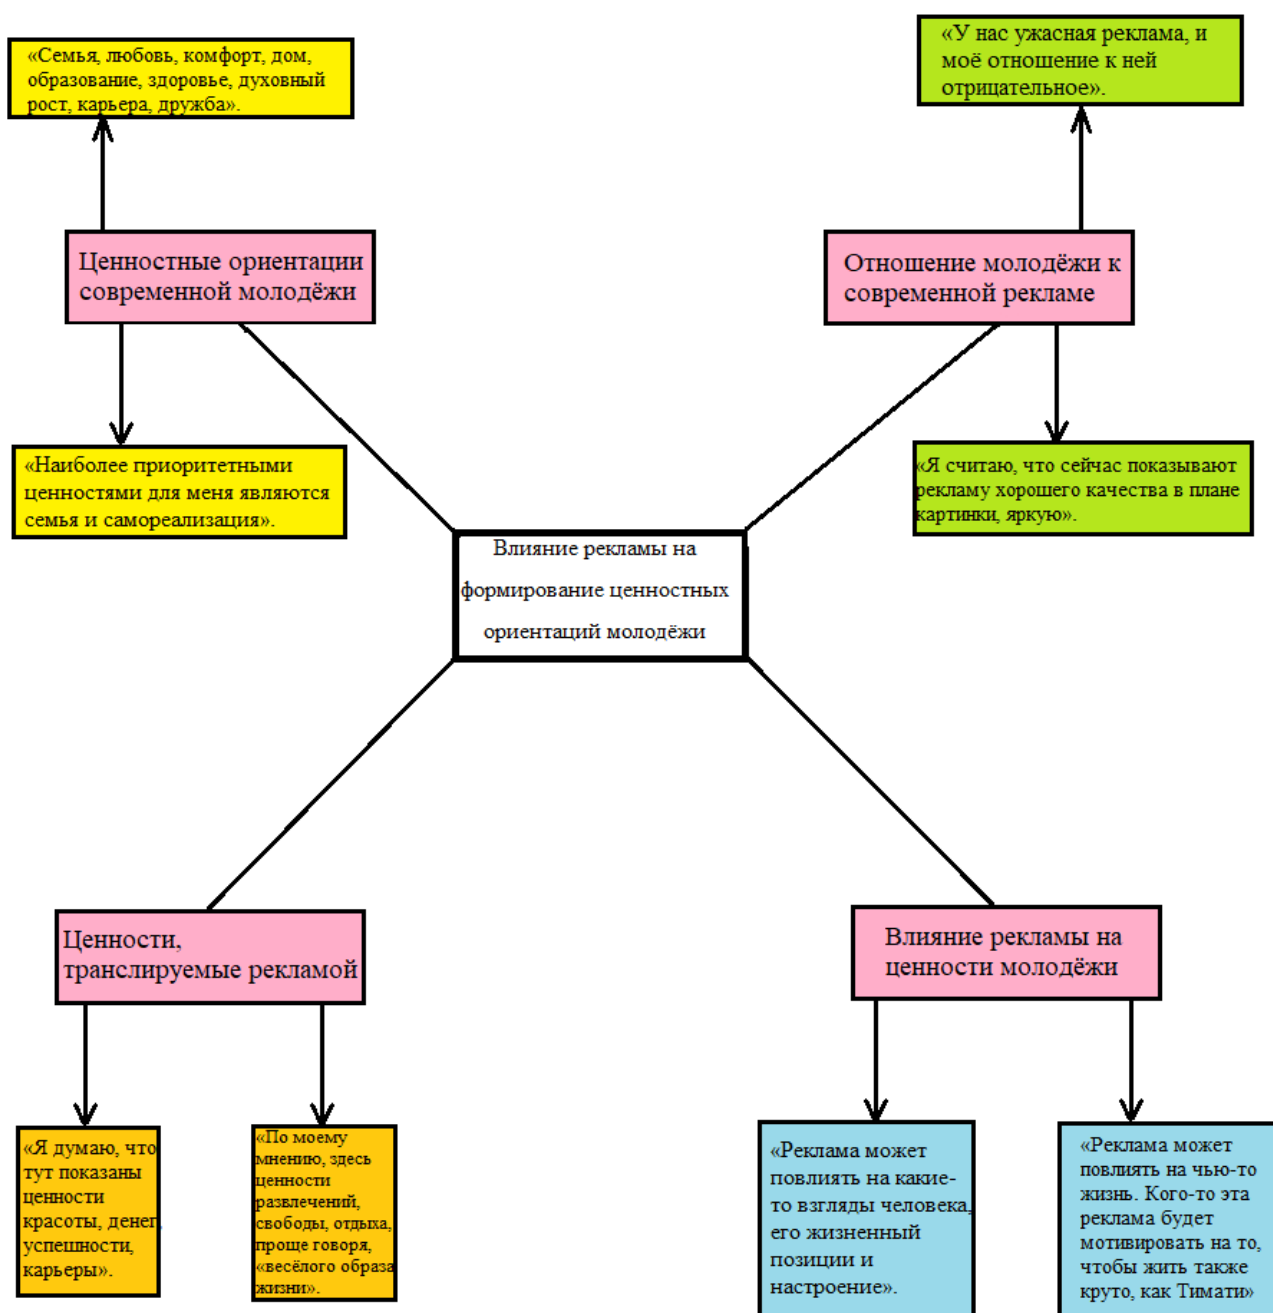 «Семья, любовь, комфорт, дом,
образование, здоровье, духовный
рост, карьера, дружба».
«У нас ужасная реклама, и
моё отношение к ней
отрицательное».
Ценностные ориентации
современной молодёжи
Отношение молодёжи к
современной рекламе
«Наиболее приоритетными
ценностями для меня являются
семья и самореализация».
«Я считаю, что сейчас показывают
рекламу хорошего качества в плане
картинки, яркую».
Влияние рекламы на
формирование ценностных
ориентаций молодёжи
Ценности,
транслируемые рекламой
Влияние рекламы на
ценности молодёжи
«Я думаю, что
тут показаны
ценности
красоты, денег,
успешности,
карьеры».
«По моему
мнению, здесь
ценности
развлечений,
свободы, отдыха,
проще говоря,
«весёлого образа
жизни».
«Реклама может
повлиять на какие-
то взгляды человека,
его жизненный
позиции и
настроение».
«Реклама может
повлиять на чью-то
жизнь. Кого-то эта
реклама будет
мотивировать на то,
чтобы жить также
круто, как Тимати»